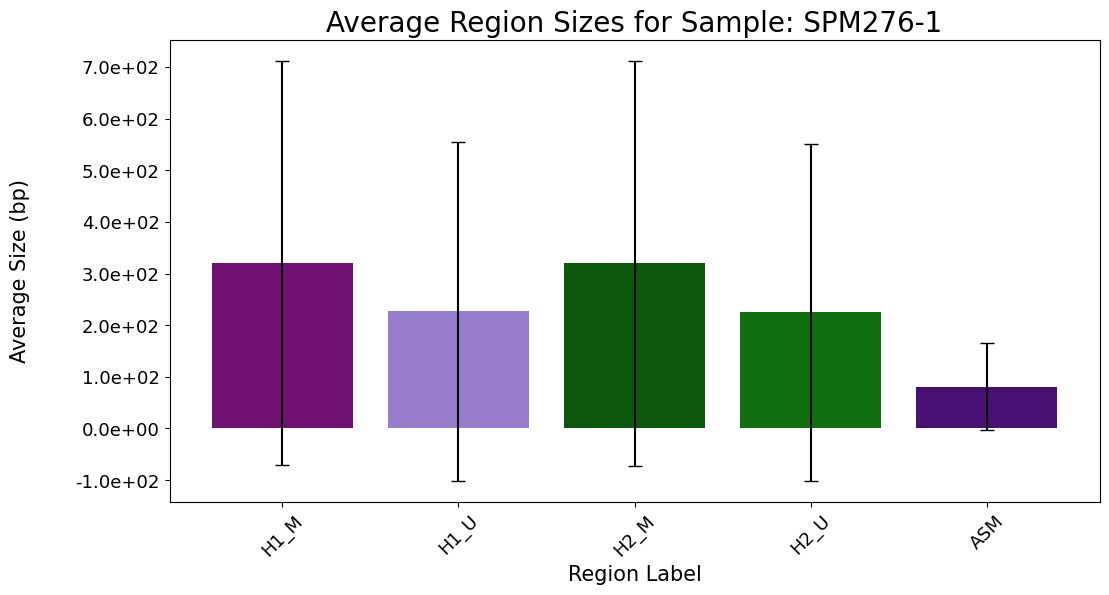 Average Region Sizes for Sample: SPM276-1
7.0e+02
6.0e+02
5.0e+02
4.0e+02
3.0e+02
2.0e+02
1.0e+02
0.0e+00
-1.0e+02
Average Size (bp)
H1_M
H1_U
H2_M
H2_U
ASM
Region Label